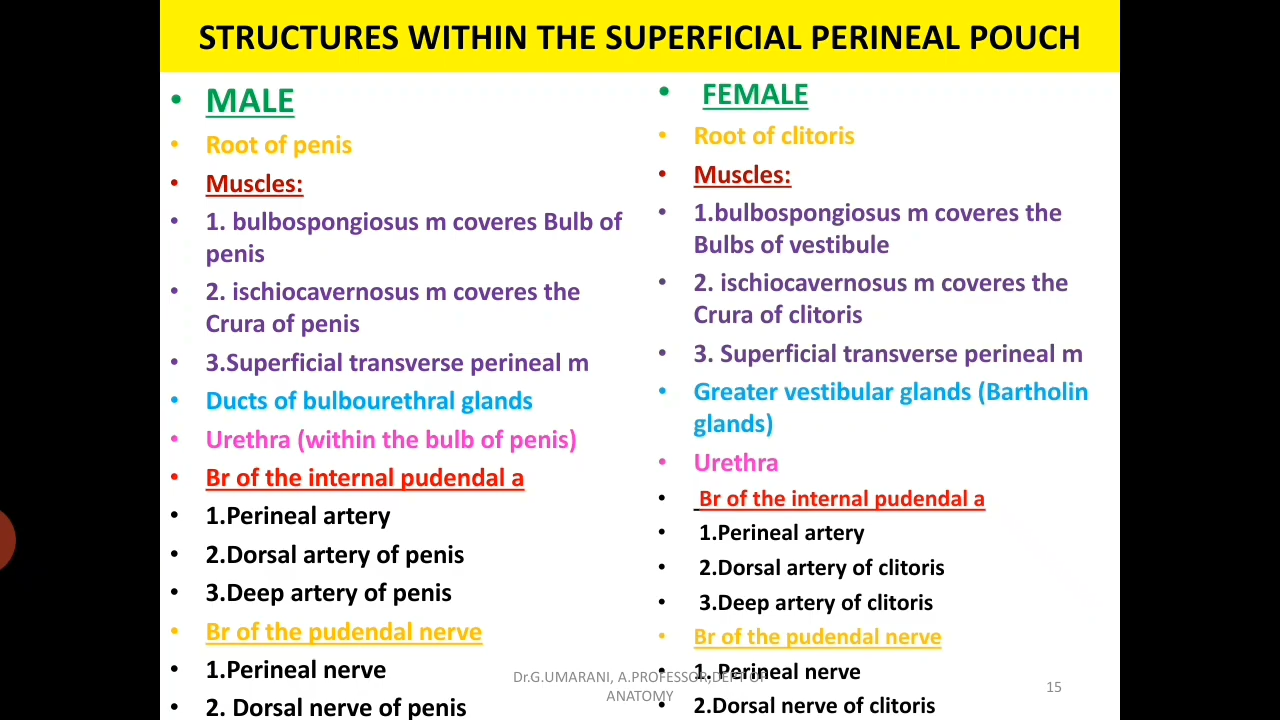 STRUCTURES WITHIN THE SUPERFICIAL PERINEAL POUCH
• MALE
• Root of penis
• Muscles:
• 1. bulbospongiosus m coveres Bulb of
penis
• 2. ischiocavernosus m coveres the
Crura of penis
• 3.Superficial transverse perineal m
• Ducts of bulbourethral glands
• Urethra (within the bulb of penis)
• Br of the internal pudendal a
• 1.Perineal artery
• 2.Dorsal artery of penis
• 3.Deep artery of penis
• Br of the pudendal nerve
• 1.Perineal nerve
• 2. Dorsal nerve of penis
• FEMALE
• Root of clitoris
• Muscles:
• 1.bulbospongiosus m coveres the
Bulbs of vestibule
• 2. ischiocavernosus m coveres the
Crura of clitoris
• 3. Superficial transverse perineal m
• Greater vestibular glands (Bartholin
glands)
• Urethra
• Br of the internal pudendal a
• 1.Perineal artery
• 2.Dorsal artery of clitoris
• 3.Deep artery of clitoris
• Br of the pudendal nerve
• 1. Perineal nerve
• 2.Dorsal nerve of clitoris
Dr.G.UMARANI, A.PROFESSOR,DEPT OF
ANATOMY
15